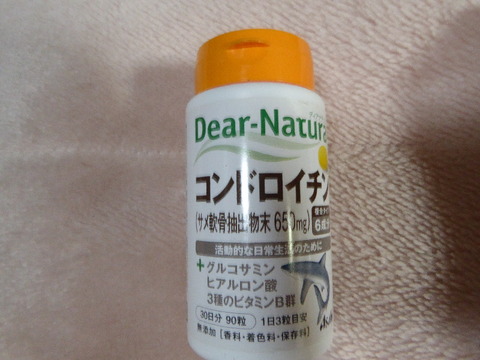 Dear-Natura
コンドロイチン
(サメ軟骨抽出物末 650mg)
活動的な日常生活のために
+グルコサミン
ヒアルロン酸
3種のビタミンB群
30日分 90粒 1日3粒目安
無添加 [香料・着色料・保存料]